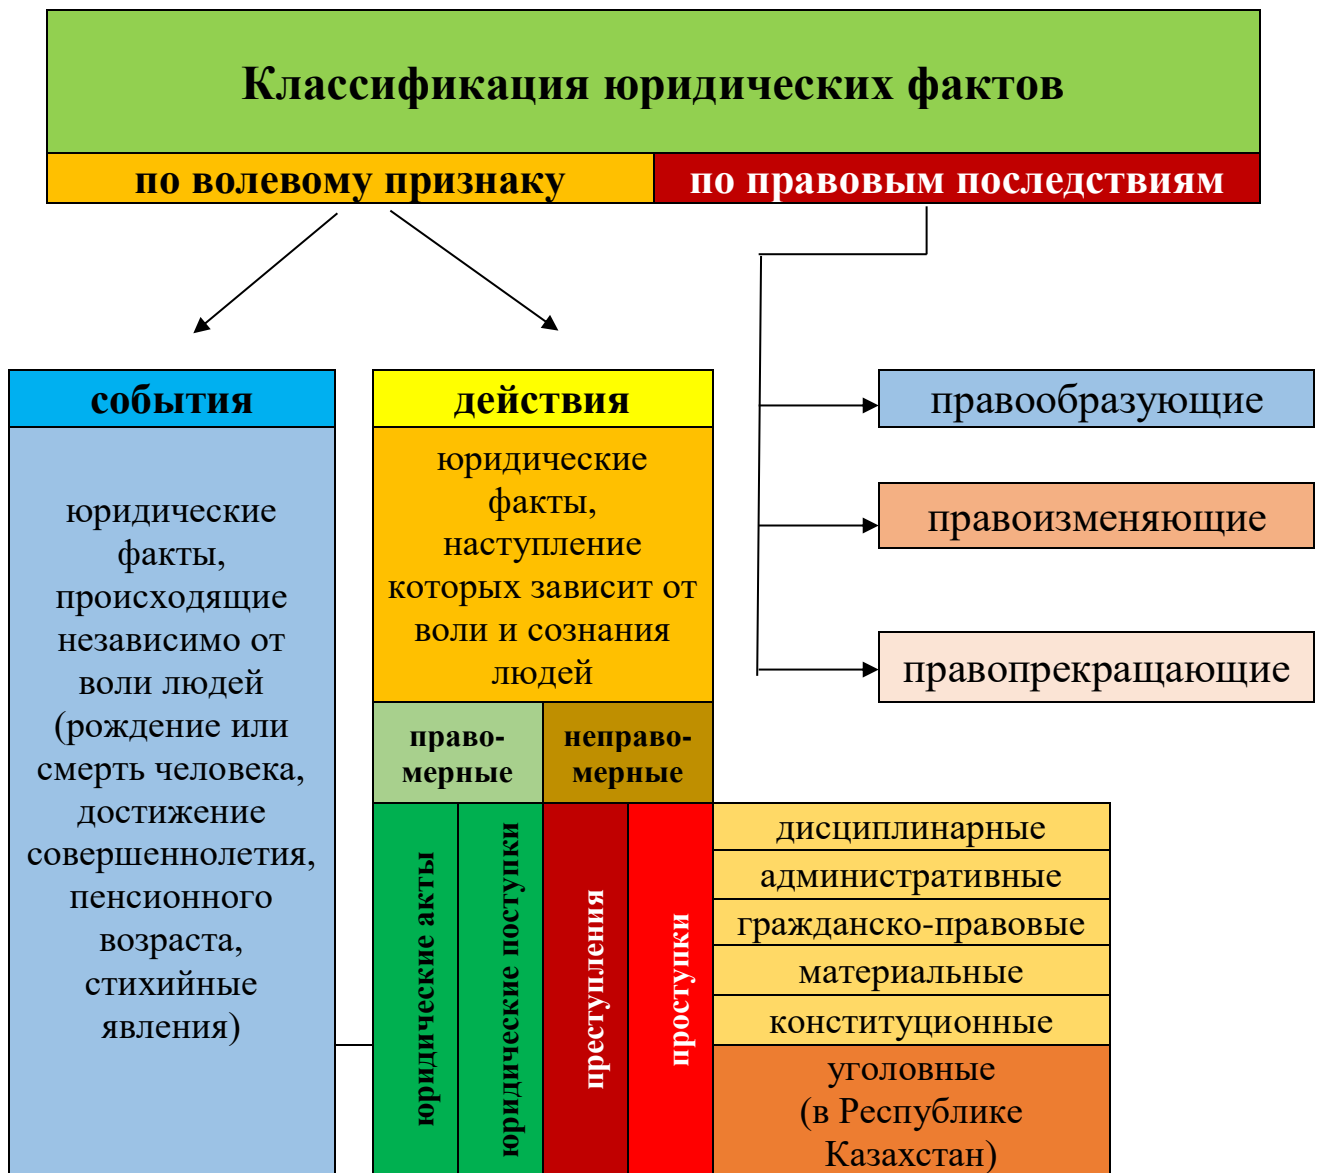 Классификация юридических фактов
по волевому признаку
по правовым последствиям
события
юридические
факты,
происходящие
независимо от
воли людей
(рождение или
смерть человека,
достижение
совершеннолетия,
пенсионного
возраста,
стихийные
явления)
действия
юридические
факты,
наступление
которых зависит от
воли и сознания
людей
право-
мерные
неправо-
мерные
юридические акты
юридические поступки
преступления
проступки
дисциплинарные
административные
гражданско-правовые
материальные
конституционные
уголовные
(в Республике
Казахстан)
правообразующие
правоизменяющие
правопрекращающие